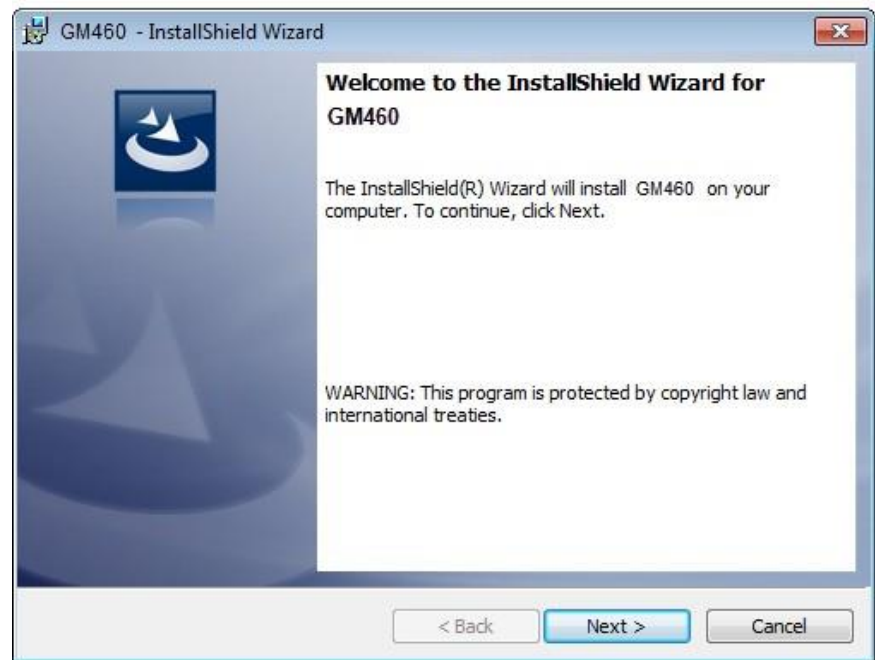 GM460 - InstallShield Wizard
Welcome to the InstallShield Wizard for
GM460
The InstallShield(R) Wizard will install GM460 on your
computer. To continue, click Next.
WARNING: This program is protected by copyright law and
international treaties.
< Back Next > Cancel